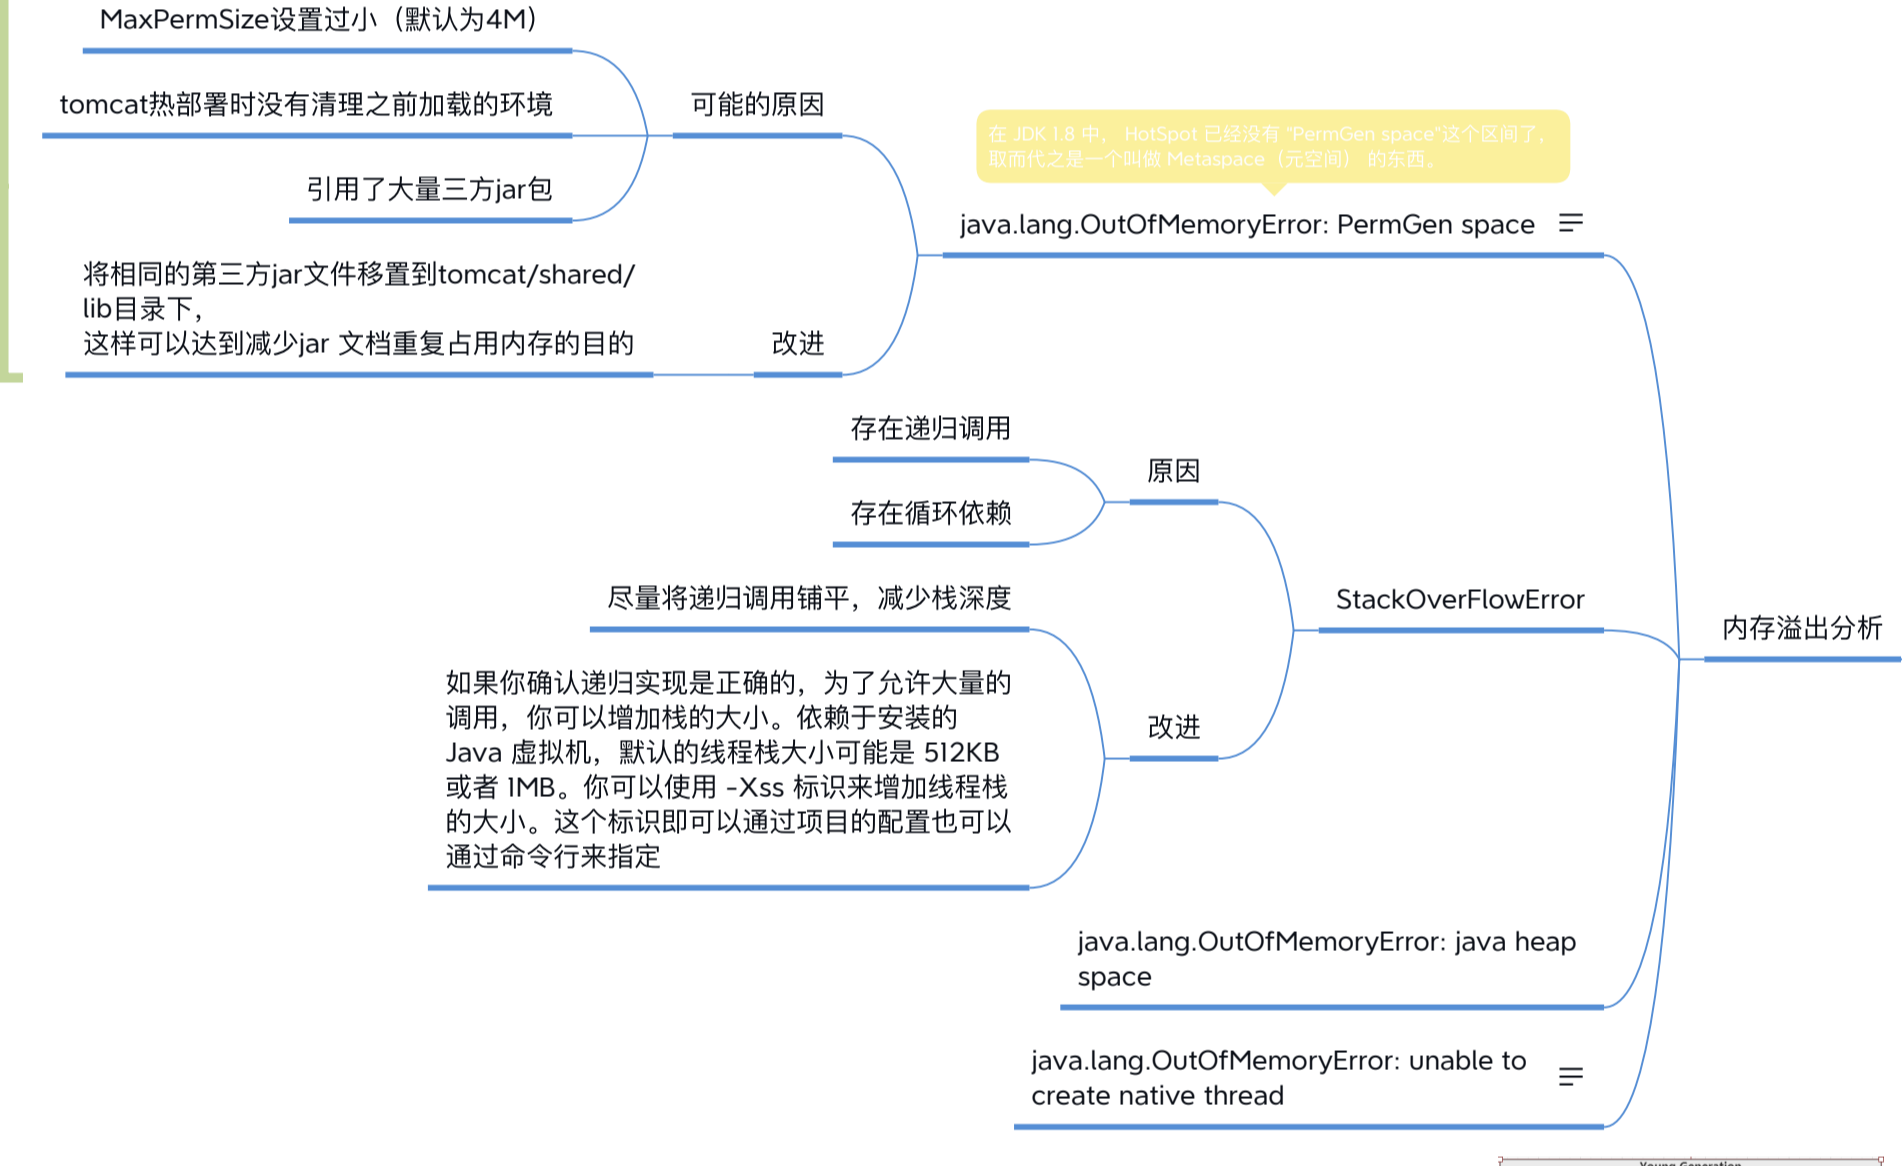 MaxPermSize设置过小（默认为4M）
tomcat热部署时没有清理之前加载的环境
引用了大量三方jar包
可能的原因
将相同的第三方jar文件移置到tomcat/shared/
lib目录下，
这样可以达到减少jar 文档重复占用内存的目的
改进
在 JDK 1.8 中， HotSpot 已经没有 "PermGen space"这个区间了，
取而代之是一个叫做 Metaspace（元空间） 的东西。
java.lang.OutOfMemoryError: PermGen space
存在递归调用
存在循环依赖
原因
尽量将递归调用铺平，减少栈深度
如果你确认递归实现是正确的，为了允许大量的
调用，你可以增加栈的大小。依赖于安装的
Java 虚拟机，默认的线程栈大小可能是 512KB
或者 1MB。你可以使用 -Xss 标识来增加线程栈
的大小。这个标识即可以通过项目的配置也可以
通过命令行来指定
改进
StackOverFlowError
java.lang.OutOfMemoryError: java heap
space
java.lang.OutOfMemoryError: unable to
create native thread
内存溢出分析
Young Generation